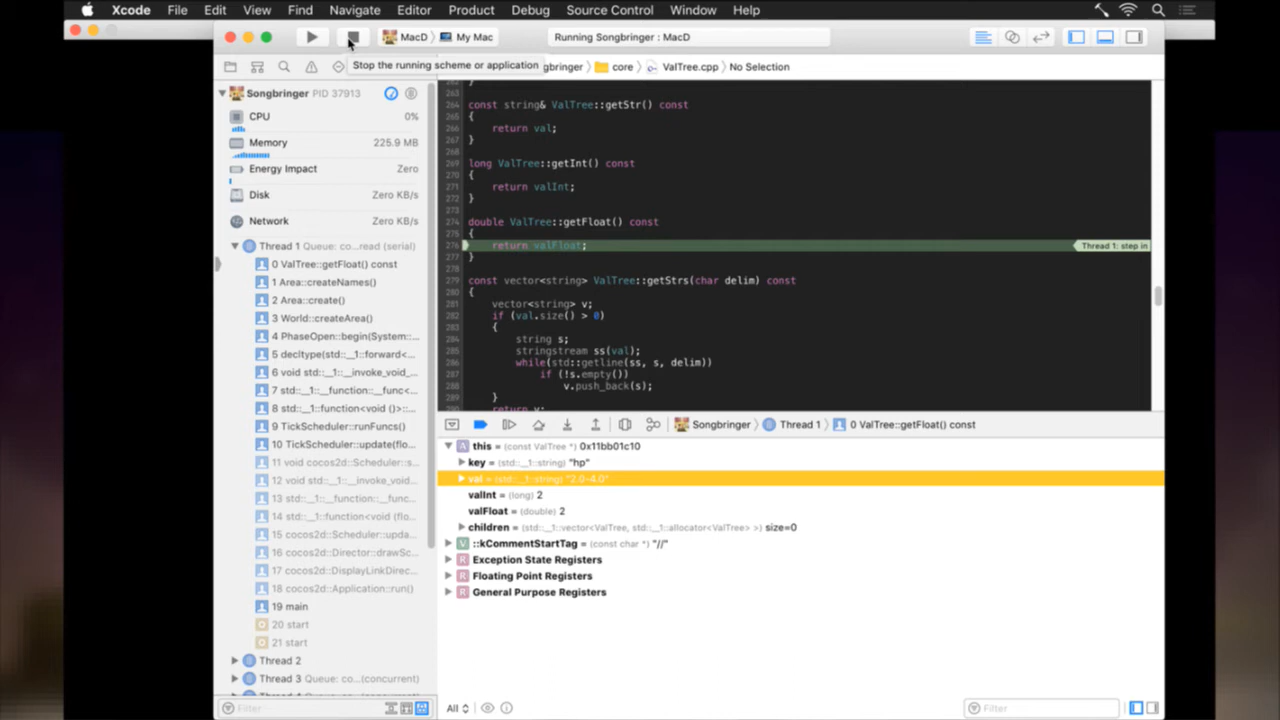 Xcode File Edit View Find Navigate Editor Product Debug Source Control Window Help
MacD My Mac Running Songbringer : MacD
Stop the running scheme or application
gbringer core ValTree.cpp No Selection
Songbringer PID 37913
CPU 0%
Memory 225.9 MB
Energy Impact Zero
Disk Zero KB/s
Network Zero KB/s
Thread 1 Queue: co...read (serial)
0 ValTree::getFloat() const
1 Area::createNames()
2 Area::create()
3 World::createArea()
4 PhaseOpen::begin(System::...
5 decltype(std::__1::forward<...
6 void std::__1::__invoke_void_...
7 std::__1::__function::__func<...
8 std::__1::function<void ()>::...
9 TickScheduler::runFuncs()
10 TickScheduler::update(flo...
11 void cocos2d::Scheduler::s...
12 void std::__1::__invoke_void...
13 std::__1::__function::__func...
14 std::__1::function<void (flo...
15 cocos2d::Scheduler::upda...
16 cocos2d::Director::drawSc...
17 cocos2d::DisplayLinkDirec...
18 cocos2d::Application::run()
19 main
20 start
21 start
Thread 2
Thread 3 Queue: co...(concurrent)
Filter
262 }
263
264 const string& ValTree::getStr() const
265 {
266 return val;
267 }
268
269 long ValTree::getInt() const
270 {
271 return valInt;
272 }
273
274 double ValTree::getFloat() const
275 {
276 return valFloat; Thread 1: step in
277 }
278
279 const vector<string> ValTree::getStrs(char delim) const
280 {
281 vector<string> v;
282 if (val.size() > 0)
283 {
284 string s;
285 stringstream ss(val);
286 while(std::getline(ss, s, delim))
287 if (!s.empty())
288 v.push_back(s);
289 }
290 return v;
Songbringer Thread 1 0 ValTree::getFloat() const
this = (const ValTree *) 0x11bb01c10
key = (std::__1::string) "hp"
val = (std::__1::string) "2.0~4.0"
valInt = (long) 2
valFloat = (double) 2
children = (std::__1::vector<ValTree, std::__1::allocator<ValTree> >) size=0
::kCommentStartTag = (const char *) "//"
Exception State Registers
Floating Point Registers
General Purpose Registers
All Filter